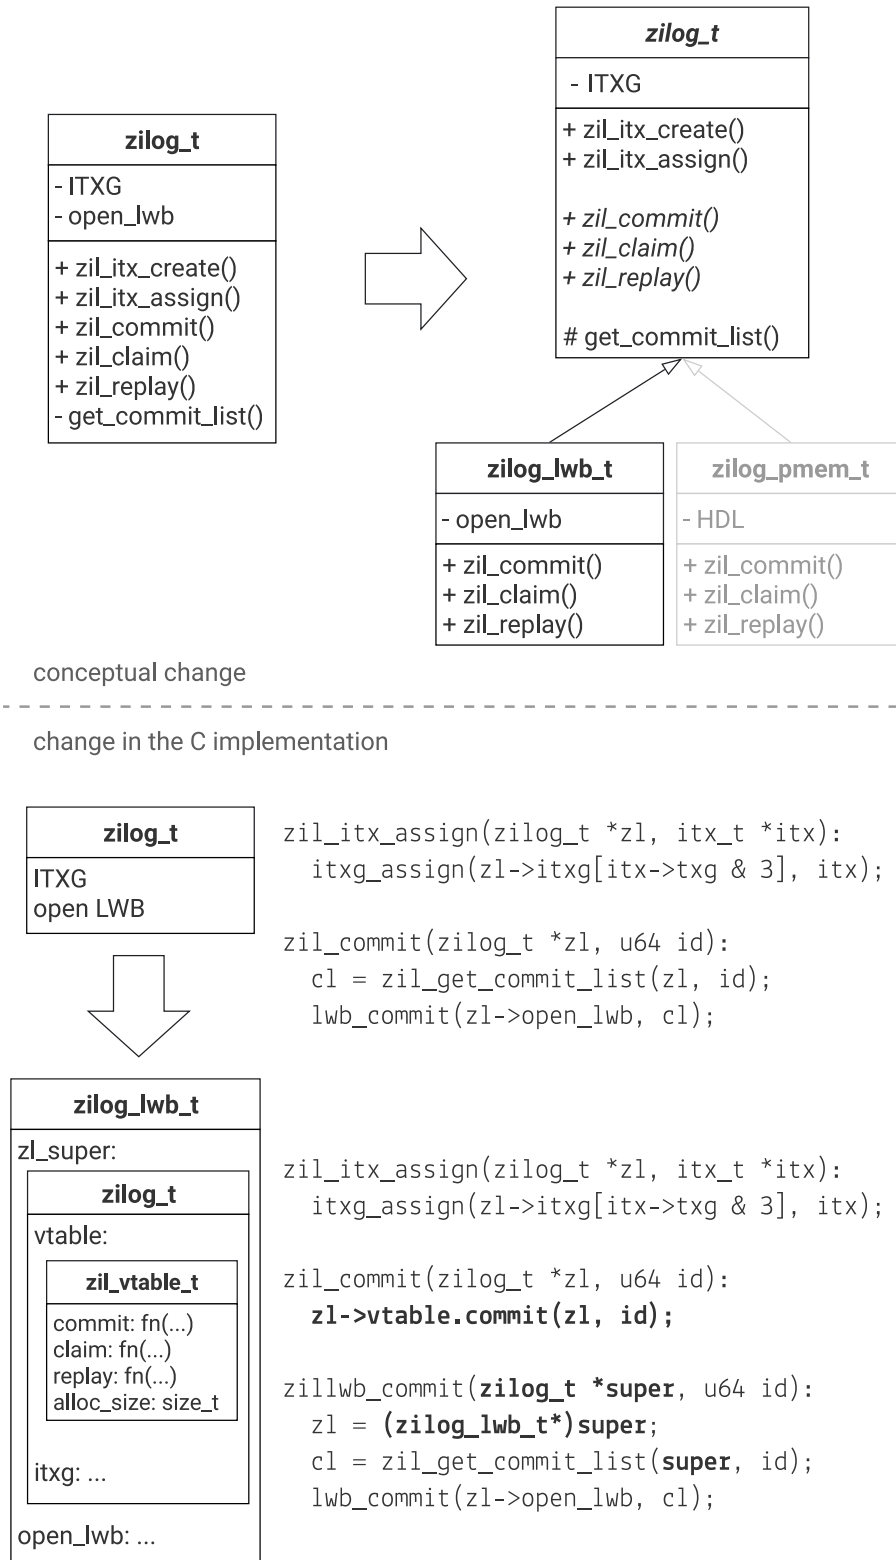 zilog_t
- ITXG
- open_lwb
+ zil_itx_create()
+ zil_itx_assign()
+ zil_commit()
+ zil_claim()
+ zil_replay()
- get_commit_list()
zilog_t
- ITXG
+ zil_itx_create()
+ zil_itx_assign()
+ zil_commit()
+ zil_claim()
+ zil_replay()
# get_commit_list()
zilog_lwb_t
- open_lwb
+ zil_commit()
+ zil_claim()
+ zil_replay()
zilog_pmem_t
- HDL
+ zil_commit()
+ zil_claim()
+ zil_replay()
conceptual change
change in the C implementation
zilog_t
ITXG
open LWB
zil_itx_assign(zilog_t *zl, itx_t *itx):
itxg_assign(zl->itxg[itx->txg & 3], itx);
zil_commit(zilog_t *zl, u64 id):
cl = zil_get_commit_list(zl, id);
lwb_commit(zl->open_lwb, cl);
zilog_lwb_t
zl_super:
zilog_t
vtable:
zil_vtable_t
commit: fn(...)
claim: fn(...)
replay: fn(...)
alloc_size: size_t
itxg: ...
open_lwb: ...
zil_itx_assign(zilog_t *zl, itx_t *itx):
itxg_assign(zl->itxg[itx->txg & 3], itx);
zil_commit(zilog_t *zl, u64 id):
zl->vtable.commit(zl, id);
zillwb_commit(zilog_t *super, u64 id):
zl = (zilog_lwb_t*)super;
cl = zil_get_commit_list(super, id);
lwb_commit(zl->open_lwb, cl);